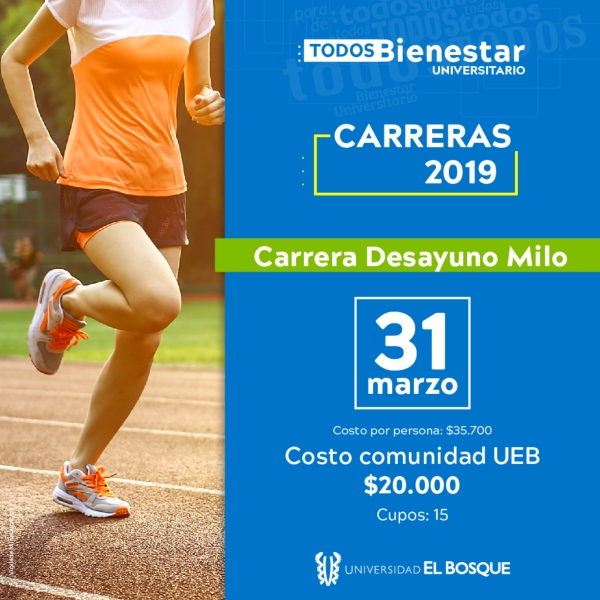 TODOS Bienestar
UNIVERSITARIO
CARRERAS
2019
Carrera Desayuno Milo
31
marzo
Costo por persona: $35.700
Costo comunidad UEB
$20.000
Cupos: 15
UNIVERSIDAD EL BOSQUE